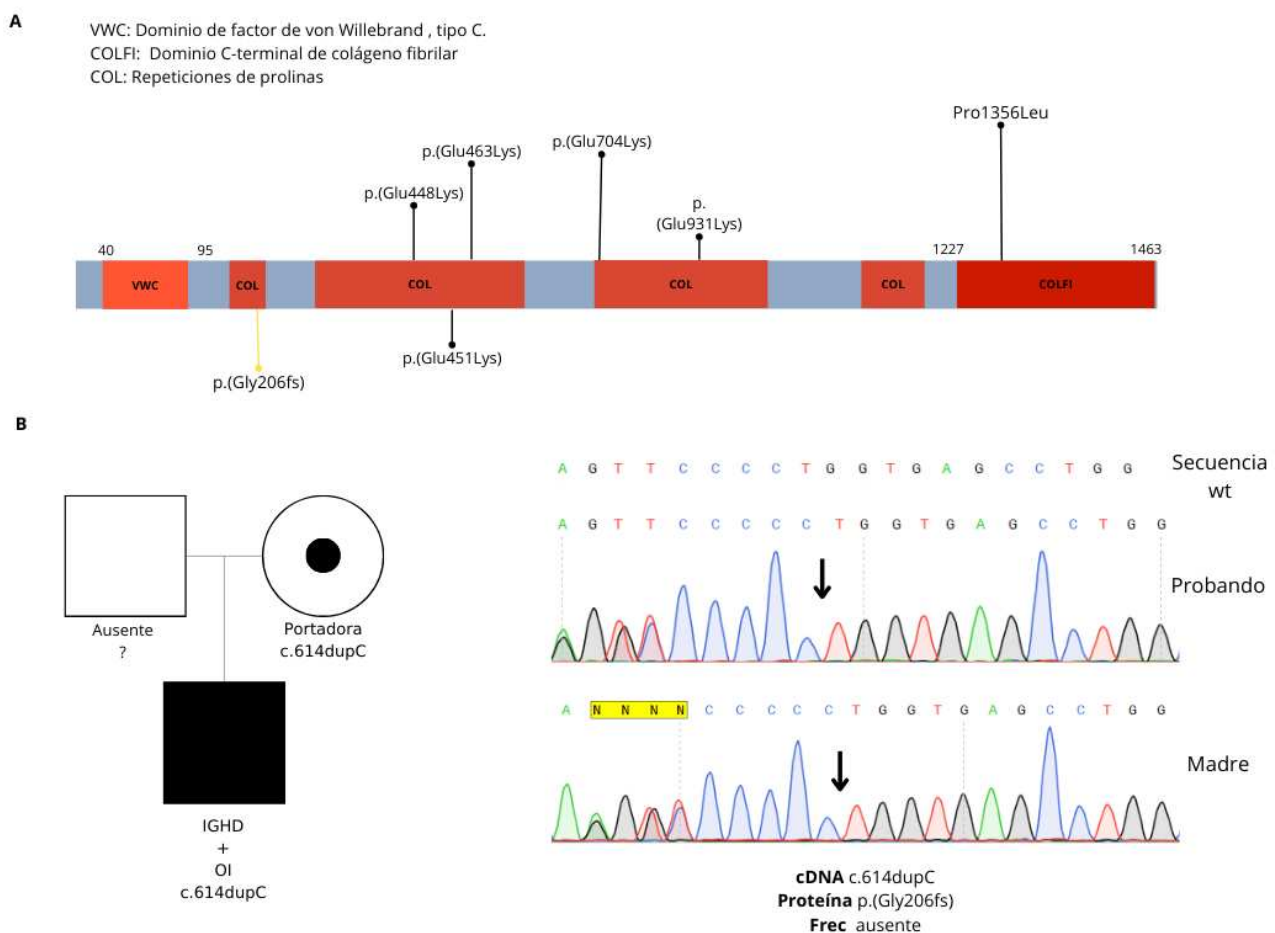 A
VWC: Dominio de factor de von Willebrand , tipo C.
COLFI: Dominio C-terminal de colágeno fibrilar
COL: Repeticiones de prolinas
Pro1356Leu
p.(Glu463Lys)
p.(Glu704Lys)
p.(Glu448Lys)
p.
(Glu931Lys)
40
95
1227
1463
VWC
COL
COL
COL
COL
COLFI
p.(Glu451Lys)
p.(Gly206fs)
B
Ausente
?
Portadora
c.614dupC
IGHD
+
OI
c.614dupC
A G T T C C C C T G G T G A G C C T G G
Secuencia
wt
A G T T C C C C C T G G T G A G C C T G G
Probando
A N N N N C C C C C T G G T G A G C C T G G
Madre
cDNA c.614dupC
Proteína p.(Gly206fs)
Frec ausente